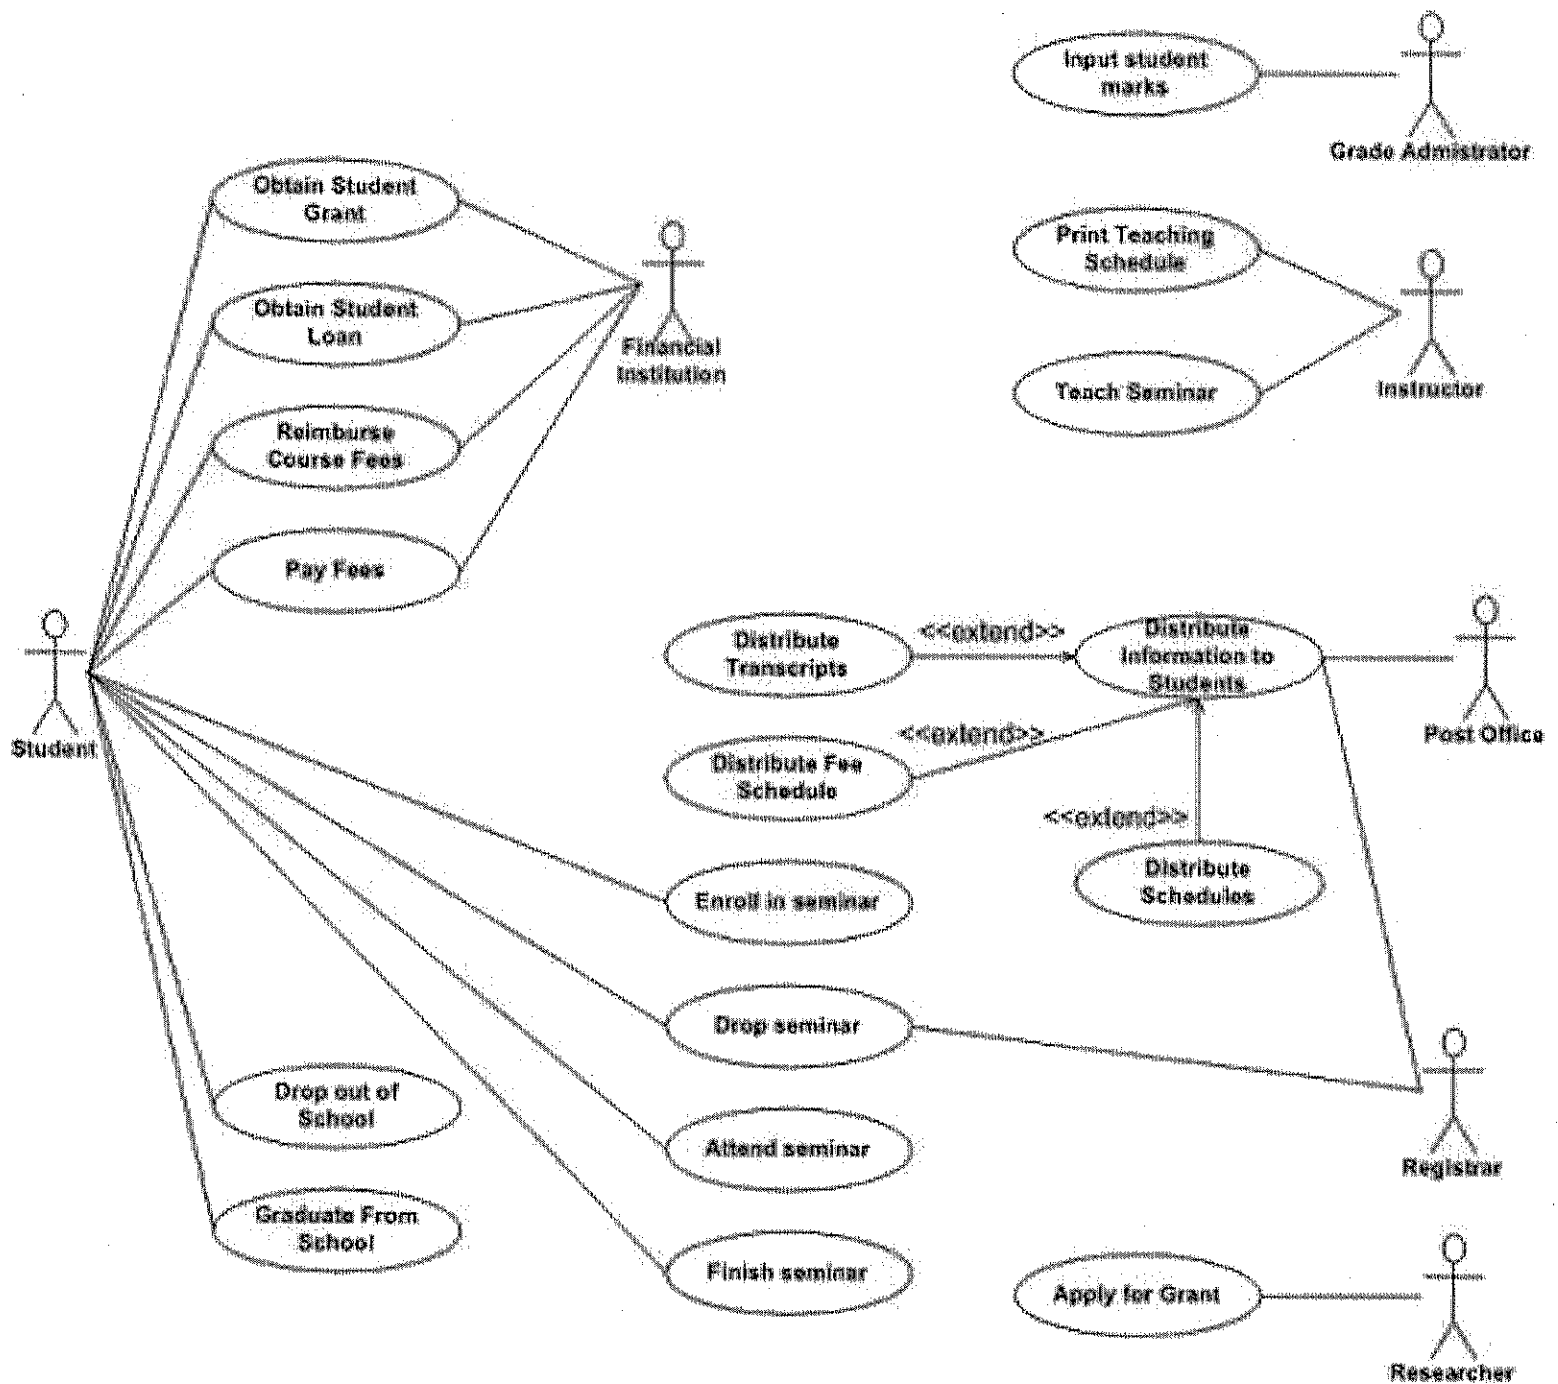 Input student
marks
Grade Admistrator
Obtain Student
Grant
Print Teaching
Schedule
Obtain Student
Loan
Financial
Institution
Teach Seminar
Instructor
Reimburse
Course Fees
Pay Fees
Student
Distribute
Transcripts
<<extend>>
Distribute
Information to
Students
Post Office
<<extend>>
Distribute Fee
Schedule
<<extend>>
Distribute
Schedules
Enroll in seminar
Drop seminar
Drop out of
School
Attend seminar
Registrar
Graduate From
School
Finish seminar
Apply for Grant
Researcher